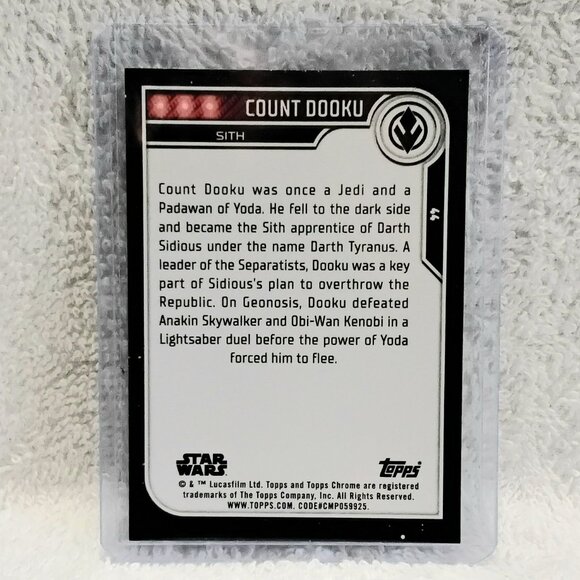 COUNT DOOKU
SITH
44
Count Dooku was once a Jedi and a
Padawan of Yoda. He fell to the dark side
and became the Sith apprentice of Darth
Sidious under the name Darth Tyranus. A
leader of the Separatists, Dooku was a key
part of Sidious's plan to overthrow the
Republic. On Geonosis, Dooku defeated
Anakin Skywalker and Obi-Wan Kenobi in a
Lightsaber duel before the power of Yoda
forced him to flee.
STAR
WARS
Topps
© & ™ Lucasfilm Ltd. Topps and Topps Chrome are registered
trademarks of The Topps Company, Inc. All Rights Reserved.
WWW.TOPPS.COM. CODE#CMP059925.